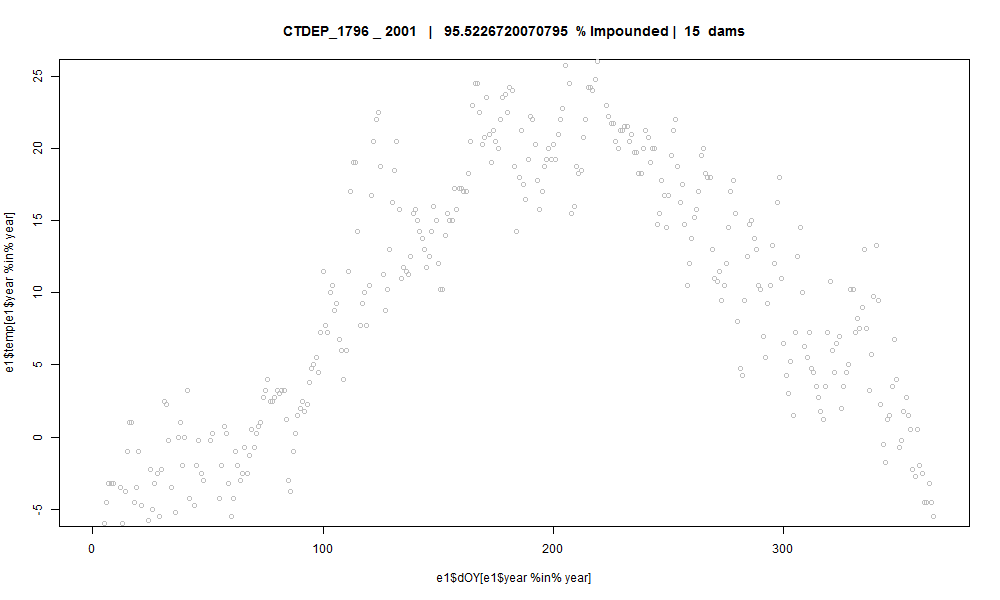 CTDEP_1796 _ 2001 | 95.5226720070795 % Impounded | 15 dams
e1$temp[e1$year %in% year]
25
20
15
10
5
0
-5
0 100 200 300
e1$dOY[e1$year %in% year]